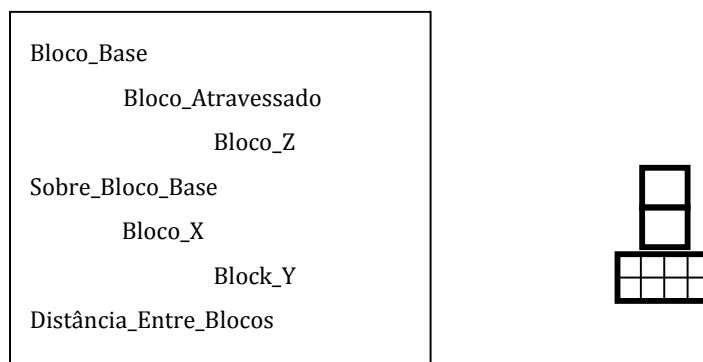 Bloco_Base
Bloco_Atravessado
Bloco_Z
Sobre_Bloco_Base
Bloco_X
Block_Y
Distância_Entre_Blocos